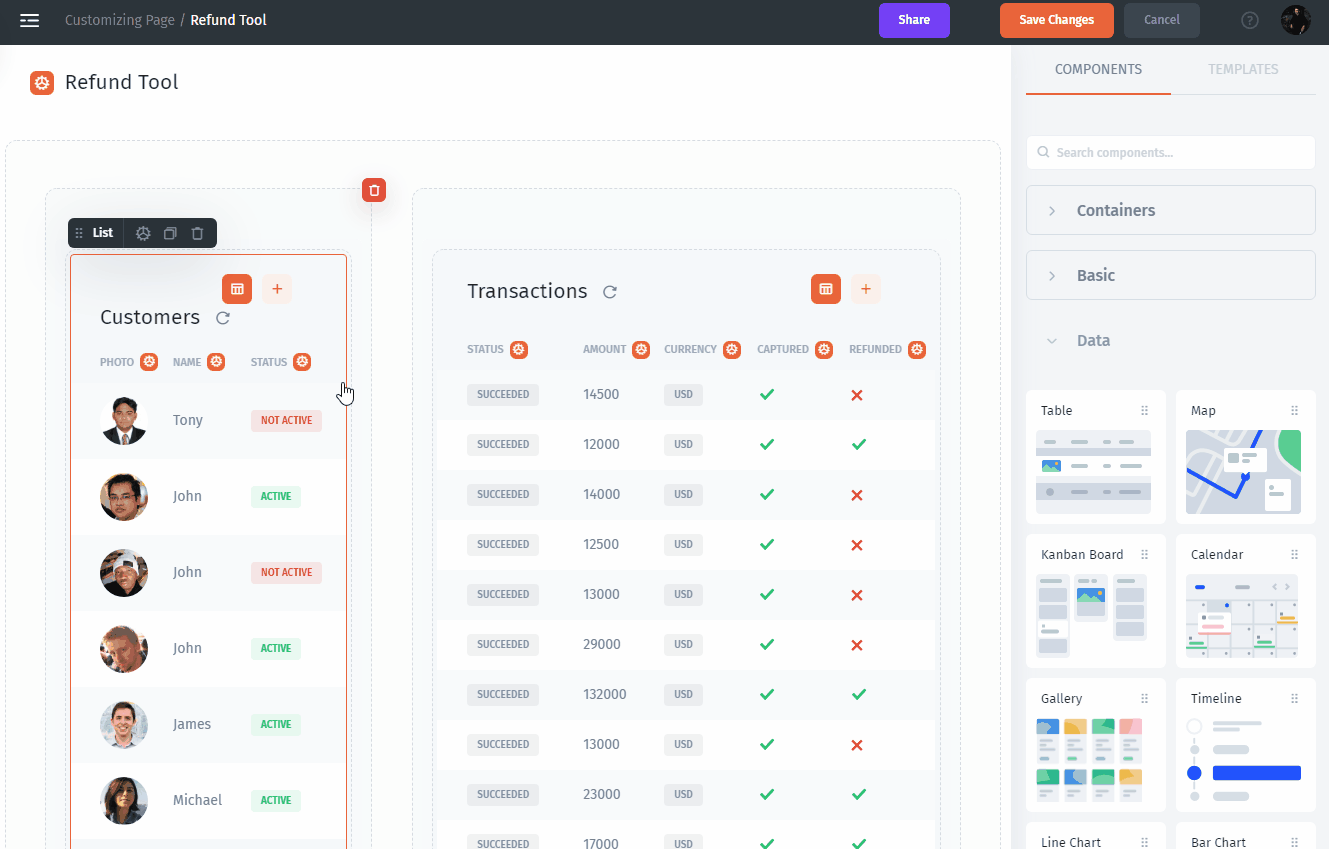 Customizing Page / Refund Tool
Share
Save Changes
Cancel
?
Refund Tool
List
Customers
PHOTO NAME STATUS
Tony NOT ACTIVE
John ACTIVE
John NOT ACTIVE
John ACTIVE
James ACTIVE
Michael ACTIVE
Transactions
STATUS AMOUNT CURRENCY CAPTURED REFUNDED
SUCCEEDED 14500 USD
SUCCEEDED 12000 USD
SUCCEEDED 14000 USD
SUCCEEDED 12500 USD
SUCCEEDED 13000 USD
SUCCEEDED 29000 USD
SUCCEEDED 132000 USD
SUCCEEDED 13000 USD
SUCCEEDED 23000 USD
SUCCEEDED 17000 USD
COMPONENTS TEMPLATES
Search components...
Containers
Basic
Data
Table
Map
Kanban Board
Calendar
Gallery
Timeline
Line Chart
Bar Chart